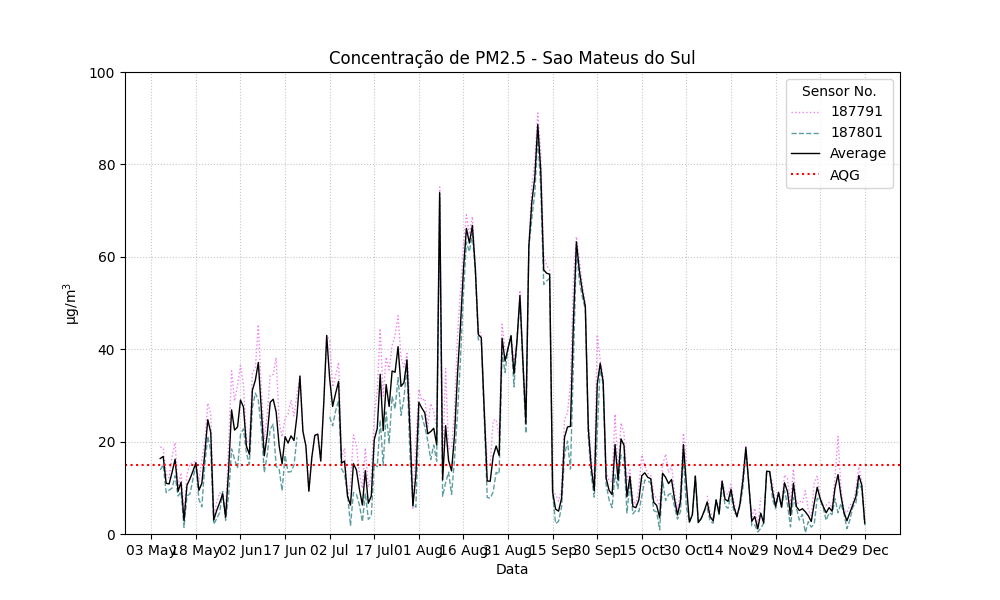 Concentração de PM2.5 - Sao Mateus do Sul
Sensor No.
187791
187801
Average
AQG
100
80
60
40
20
0
µg/m³
03 May 18 May 02 Jun 17 Jun 02 Jul 17 Jul 01 Aug 16 Aug 31 Aug 15 Sep 30 Sep 15 Oct 30 Oct 14 Nov 29 Nov 14 Dec 29 Dec
Data